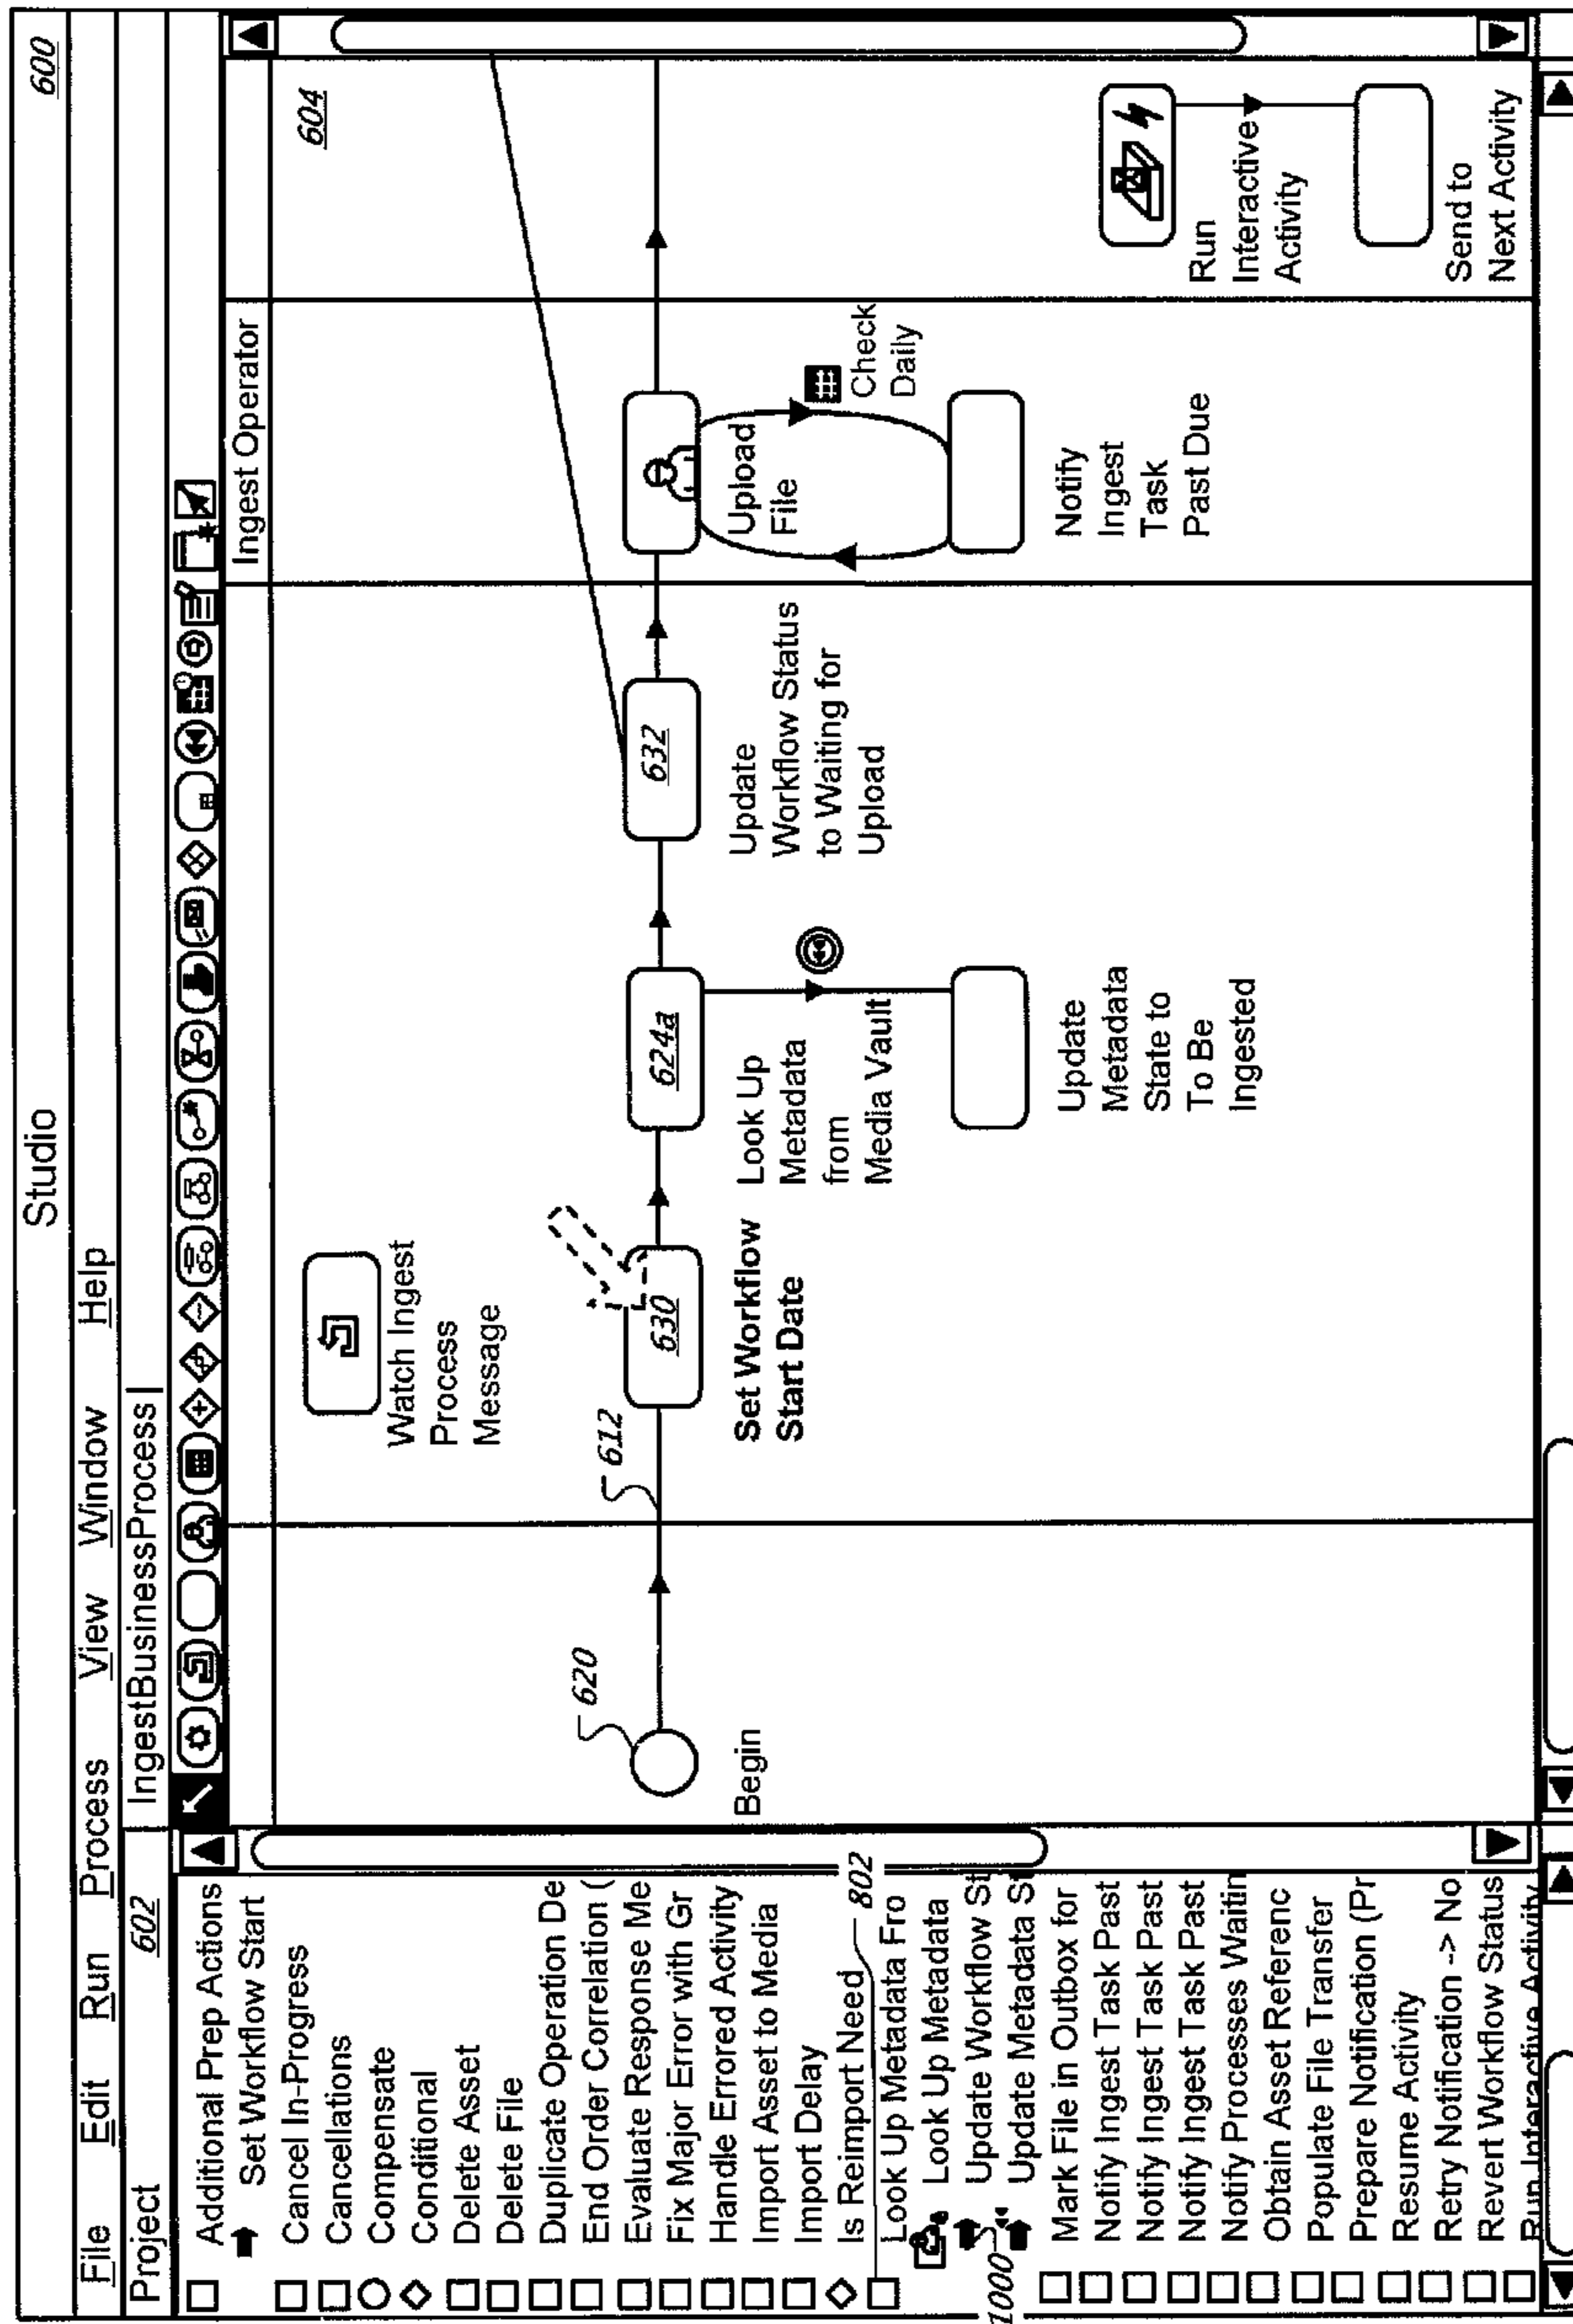 Studio
600
File Edit Run Process View Window Help
Project
602
IngestBusinessProcess
Additional Prep Actions
Set Workflow Start
Cancel In-Progress
Cancellations
Compensate
Conditional
Delete Asset
Delete File
Duplicate Operation De
End Order Correlation (
Evaluate Response Me
Fix Major Error with Gr
Handle Errored Activity
Import Asset to Media
Import Delay
Is Reimport Need
802
Look Up Metadata Fro
Look Up Metadata
Update Workflow St
1000
Update Metadata St
Mark File in Outbox for
Notify Ingest Task Past
Notify Ingest Task Past
Notify Ingest Task Past
Notify Processes Waitin
Obtain Asset Referenc
Populate File Transfer
Prepare Notification (Pr
Resume Activity
Retry Notification -> No
Revert Workflow Status
Run Interactive Activity
Ingest Operator
604
Watch Ingest
Process
Message
620
Begin
612
630
Set Workflow
Start Date
624a
Look Up
Metadata
from
Media Vault
Update
Metadata
State to
To Be
Ingested
632
Update
Workflow Status
to Waiting for
Upload
Upload
File
Check
Daily
Notify
Ingest
Task
Past Due
Run
Interactive
Activity
Send to
Next Activity